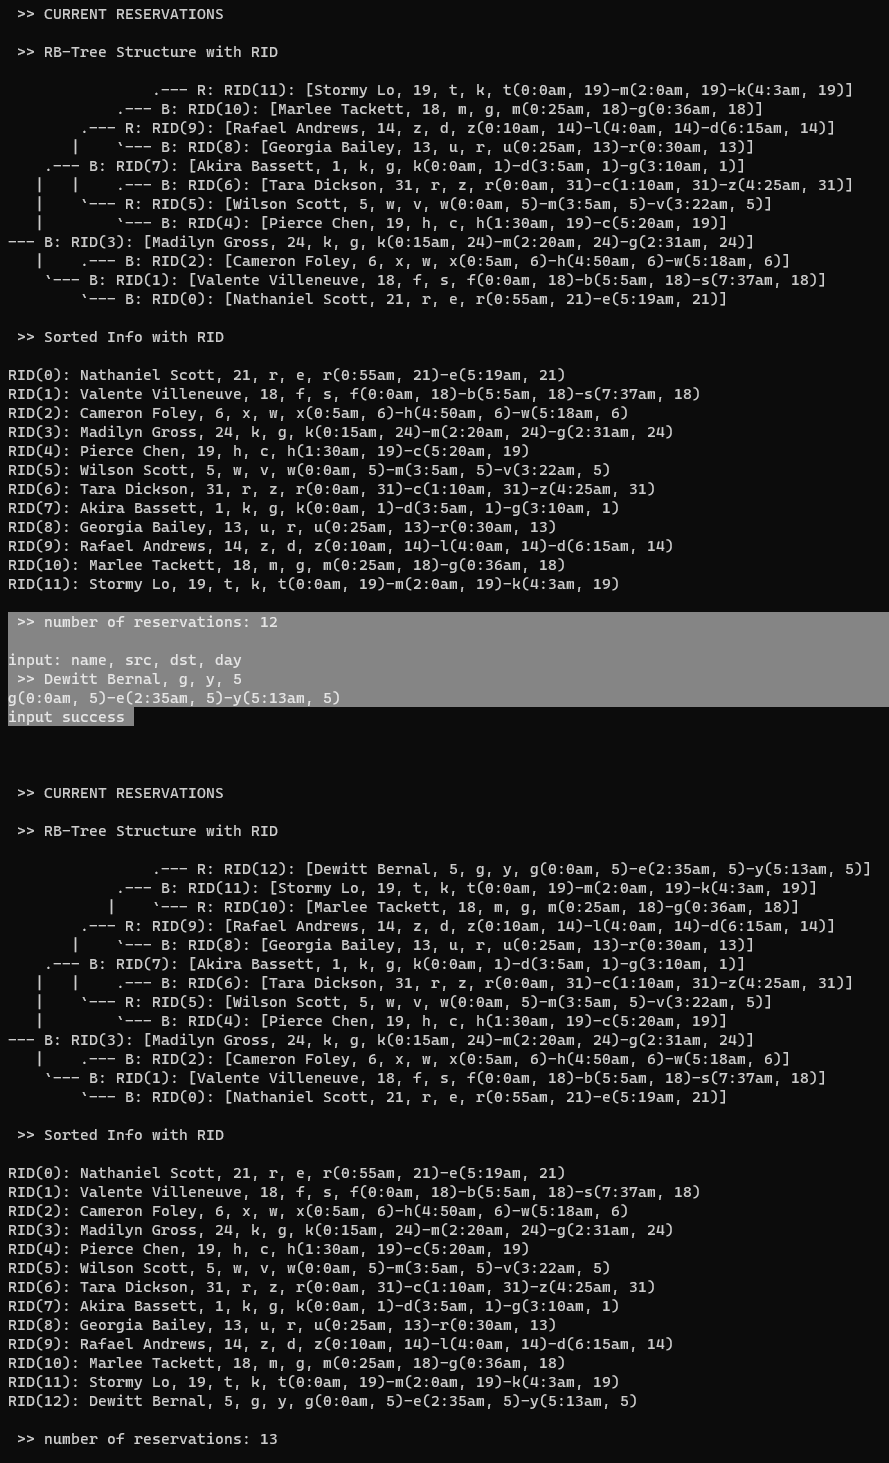 >> CURRENT RESERVATIONS

 >> RB-Tree Structure with RID

                .--- R: RID(11): [Stormy Lo, 19, t, k, t(0:0am, 19)-m(2:0am, 19)-k(4:3am, 19)]
            .--- B: RID(10): [Marlee Tackett, 18, m, g, m(0:25am, 18)-g(0:36am, 18)]
        .--- R: RID(9): [Rafael Andrews, 14, z, d, z(0:10am, 14)-l(4:0am, 14)-d(6:15am, 14)]
       |    `--- B: RID(8): [Georgia Bailey, 13, u, r, u(0:25am, 13)-r(0:30am, 13)]
    .--- B: RID(7): [Akira Bassett, 1, k, g, k(0:0am, 1)-d(3:5am, 1)-g(3:10am, 1)]
   |   |    .--- B: RID(6): [Tara Dickson, 31, r, z, r(0:0am, 31)-c(1:10am, 31)-z(4:25am, 31)]
   |    `--- R: RID(5): [Wilson Scott, 5, w, v, w(0:0am, 5)-m(3:5am, 5)-v(3:22am, 5)]
   |        `--- B: RID(4): [Pierce Chen, 19, h, c, h(1:30am, 19)-c(5:20am, 19)]
--- B: RID(3): [Madilyn Gross, 24, k, g, k(0:15am, 24)-m(2:20am, 24)-g(2:31am, 24)]
   |    .--- B: RID(2): [Cameron Foley, 6, x, w, x(0:5am, 6)-h(4:50am, 6)-w(5:18am, 6)]
    `--- B: RID(1): [Valente Villeneuve, 18, f, s, f(0:0am, 18)-b(5:5am, 18)-s(7:37am, 18)]
        `--- B: RID(0): [Nathaniel Scott, 21, r, e, r(0:55am, 21)-e(5:19am, 21)]

 >> Sorted Info with RID

RID(0): Nathaniel Scott, 21, r, e, r(0:55am, 21)-e(5:19am, 21)
RID(1): Valente Villeneuve, 18, f, s, f(0:0am, 18)-b(5:5am, 18)-s(7:37am, 18)
RID(2): Cameron Foley, 6, x, w, x(0:5am, 6)-h(4:50am, 6)-w(5:18am, 6)
RID(3): Madilyn Gross, 24, k, g, k(0:15am, 24)-m(2:20am, 24)-g(2:31am, 24)
RID(4): Pierce Chen, 19, h, c, h(1:30am, 19)-c(5:20am, 19)
RID(5): Wilson Scott, 5, w, v, w(0:0am, 5)-m(3:5am, 5)-v(3:22am, 5)
RID(6): Tara Dickson, 31, r, z, r(0:0am, 31)-c(1:10am, 31)-z(4:25am, 31)
RID(7): Akira Bassett, 1, k, g, k(0:0am, 1)-d(3:5am, 1)-g(3:10am, 1)
RID(8): Georgia Bailey, 13, u, r, u(0:25am, 13)-r(0:30am, 13)
RID(9): Rafael Andrews, 14, z, d, z(0:10am, 14)-l(4:0am, 14)-d(6:15am, 14)
RID(10): Marlee Tackett, 18, m, g, m(0:25am, 18)-g(0:36am, 18)
RID(11): Stormy Lo, 19, t, k, t(0:0am, 19)-m(2:0am, 19)-k(4:3am, 19)

 >> number of reservations: 12

input: name, src, dst, day
 >> Dewitt Bernal, g, y, 5
g(0:0am, 5)-e(2:35am, 5)-y(5:13am, 5)
input success

 >> CURRENT RESERVATIONS

 >> RB-Tree Structure with RID

                .--- R: RID(12): [Dewitt Bernal, 5, g, y, g(0:0am, 5)-e(2:35am, 5)-y(5:13am, 5)]
            .--- B: RID(11): [Stormy Lo, 19, t, k, t(0:0am, 19)-m(2:0am, 19)-k(4:3am, 19)]
           |    `--- R: RID(10): [Marlee Tackett, 18, m, g, m(0:25am, 18)-g(0:36am, 18)]
        .--- R: RID(9): [Rafael Andrews, 14, z, d, z(0:10am, 14)-l(4:0am, 14)-d(6:15am, 14)]
       |    `--- B: RID(8): [Georgia Bailey, 13, u, r, u(0:25am, 13)-r(0:30am, 13)]
    .--- B: RID(7): [Akira Bassett, 1, k, g, k(0:0am, 1)-d(3:5am, 1)-g(3:10am, 1)]
   |   |    .--- B: RID(6): [Tara Dickson, 31, r, z, r(0:0am, 31)-c(1:10am, 31)-z(4:25am, 31)]
   |    `--- R: RID(5): [Wilson Scott, 5, w, v, w(0:0am, 5)-m(3:5am, 5)-v(3:22am, 5)]
   |        `--- B: RID(4): [Pierce Chen, 19, h, c, h(1:30am, 19)-c(5:20am, 19)]
--- B: RID(3): [Madilyn Gross, 24, k, g, k(0:15am, 24)-m(2:20am, 24)-g(2:31am, 24)]
   |    .--- B: RID(2): [Cameron Foley, 6, x, w, x(0:5am, 6)-h(4:50am, 6)-w(5:18am, 6)]
    `--- B: RID(1): [Valente Villeneuve, 18, f, s, f(0:0am, 18)-b(5:5am, 18)-s(7:37am, 18)]
        `--- B: RID(0): [Nathaniel Scott, 21, r, e, r(0:55am, 21)-e(5:19am, 21)]

 >> Sorted Info with RID

RID(0): Nathaniel Scott, 21, r, e, r(0:55am, 21)-e(5:19am, 21)
RID(1): Valente Villeneuve, 18, f, s, f(0:0am, 18)-b(5:5am, 18)-s(7:37am, 18)
RID(2): Cameron Foley, 6, x, w, x(0:5am, 6)-h(4:50am, 6)-w(5:18am, 6)
RID(3): Madilyn Gross, 24, k, g, k(0:15am, 24)-m(2:20am, 24)-g(2:31am, 24)
RID(4): Pierce Chen, 19, h, c, h(1:30am, 19)-c(5:20am, 19)
RID(5): Wilson Scott, 5, w, v, w(0:0am, 5)-m(3:5am, 5)-v(3:22am, 5)
RID(6): Tara Dickson, 31, r, z, r(0:0am, 31)-c(1:10am, 31)-z(4:25am, 31)
RID(7): Akira Bassett, 1, k, g, k(0:0am, 1)-d(3:5am, 1)-g(3:10am, 1)
RID(8): Georgia Bailey, 13, u, r, u(0:25am, 13)-r(0:30am, 13)
RID(9): Rafael Andrews, 14, z, d, z(0:10am, 14)-l(4:0am, 14)-d(6:15am, 14)
RID(10): Marlee Tackett, 18, m, g, m(0:25am, 18)-g(0:36am, 18)
RID(11): Stormy Lo, 19, t, k, t(0:0am, 19)-m(2:0am, 19)-k(4:3am, 19)
RID(12): Dewitt Bernal, 5, g, y, g(0:0am, 5)-e(2:35am, 5)-y(5:13am, 5)

 >> number of reservations: 13